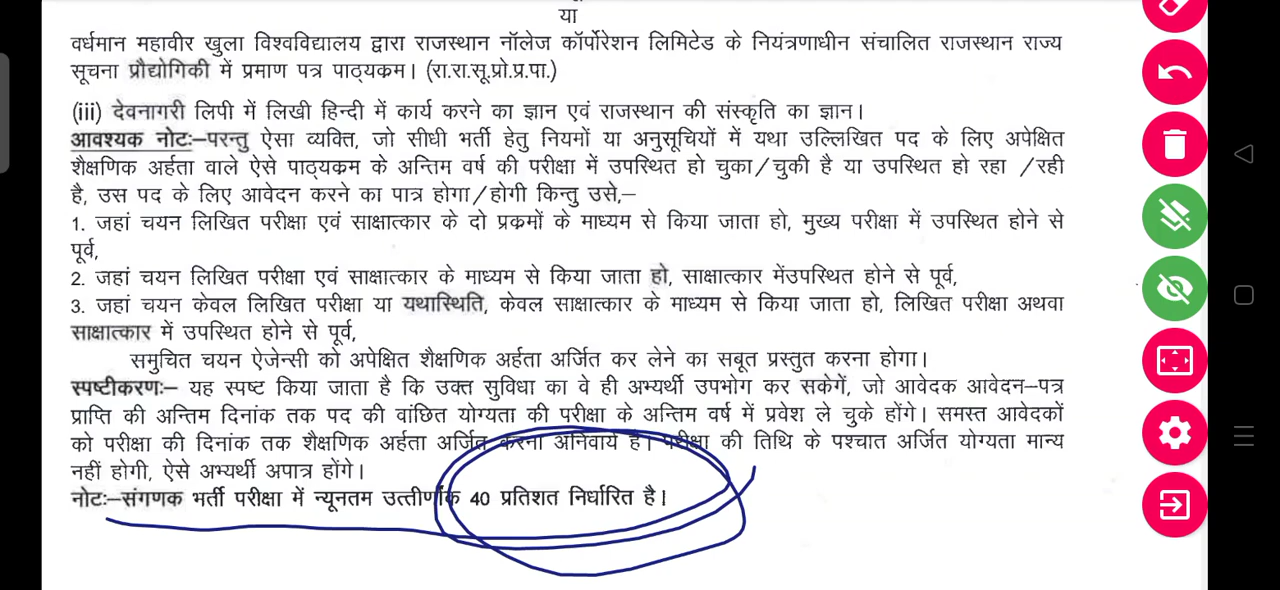 या
वर्धमान महावीर खुला विश्वविद्यालय द्वारा राजस्थान नॉलेज कॉर्पोरेशन लिमिटेड के नियंत्रणाधीन संचालित राजस्थान राज्य
सूचना प्रौद्योगिकी में प्रमाण पत्र पाठ्यक्रम। (रा.रा.सू.प्रो.प्र.पा.)
(iii) देवनागरी लिपी में लिखी हिन्दी में कार्य करने का ज्ञान एवं राजस्थान की संस्कृति का ज्ञान।
आवश्यक नोटः–परन्तु ऐसा व्यक्ति, जो सीधी भर्ती हेतु नियमों या अनुसूचियों में यथा उल्लिखित पद के लिए अपेक्षित
शैक्षणिक अर्हता वाले ऐसे पाठ्यक्रम के अन्तिम वर्ष की परीक्षा में उपस्थित हो चुका/चुकी है या उपस्थित हो रहा /रही
है, उस पद के लिए आवेदन करने का पात्र होगा/होगी किन्तु उसे,–
1. जहां चयन लिखित परीक्षा एवं साक्षात्कार के दो प्रक्रमों के माध्यम से किया जाता हो, मुख्य परीक्षा में उपस्थित होने से
पूर्व,
2. जहां चयन लिखित परीक्षा एवं साक्षात्कार के माध्यम से किया जाता हो, साक्षात्कार मेंउपस्थित होने से पूर्व,
3. जहां चयन केवल लिखित परीक्षा या यथास्थिति, केवल साक्षात्कार के माध्यम से किया जाता हो, लिखित परीक्षा अथवा
साक्षात्कार में उपस्थित होने से पूर्व,
समुचित चयन ऐजेन्सी को अपेक्षित शैक्षणिक अर्हता अर्जित कर लेने का सबूत प्रस्तुत करना होगा।
स्पष्टीकरणः– यह स्पष्ट किया जाता है कि उक्त सुविधा का वे ही अभ्यर्थी उपभोग कर सकेगें, जो आवेदक आवेदन–पत्र
प्राप्ति की अन्तिम दिनांक तक पद की वांछित योग्यता की परीक्षा के अन्तिम वर्ष में प्रवेश ले चुके होंगे। समस्त आवेदकों
को परीक्षा की दिनांक तक शैक्षणिक अर्हता अर्जित करना अनिवार्य है। परीक्षा की तिथि के पश्चात अर्जित योग्यता मान्य
नहीं होगी, ऐसे अभ्यर्थी अपात्र होंगे।
नोटः–संगणक भर्ती परीक्षा में न्यूनतम उत्तीर्णांक 40 प्रतिशत निर्धारित है।